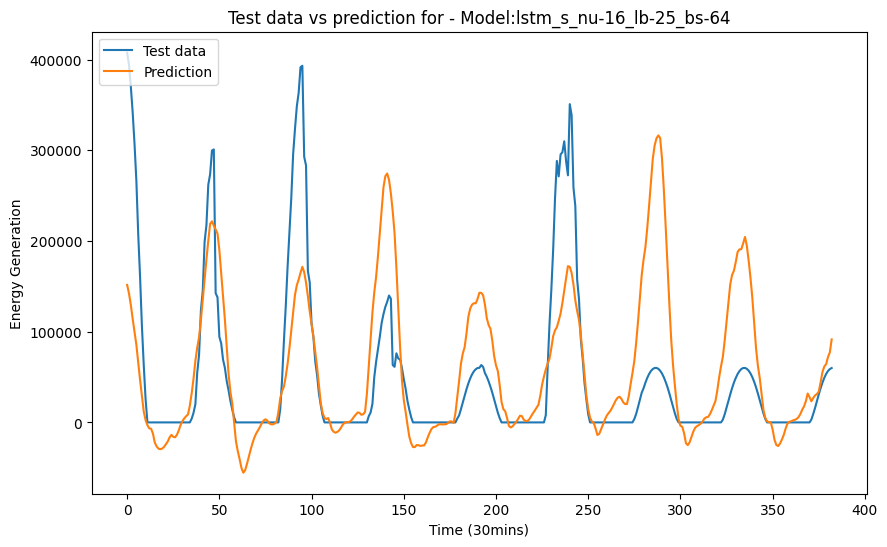 Test data vs prediction for - Model:lstm_s_nu-16_lb-25_bs-64
Test data
Prediction
400000
300000
200000
100000
0
Energy Generation
0 50 100 150 200 250 300 350 400
Time (30mins)